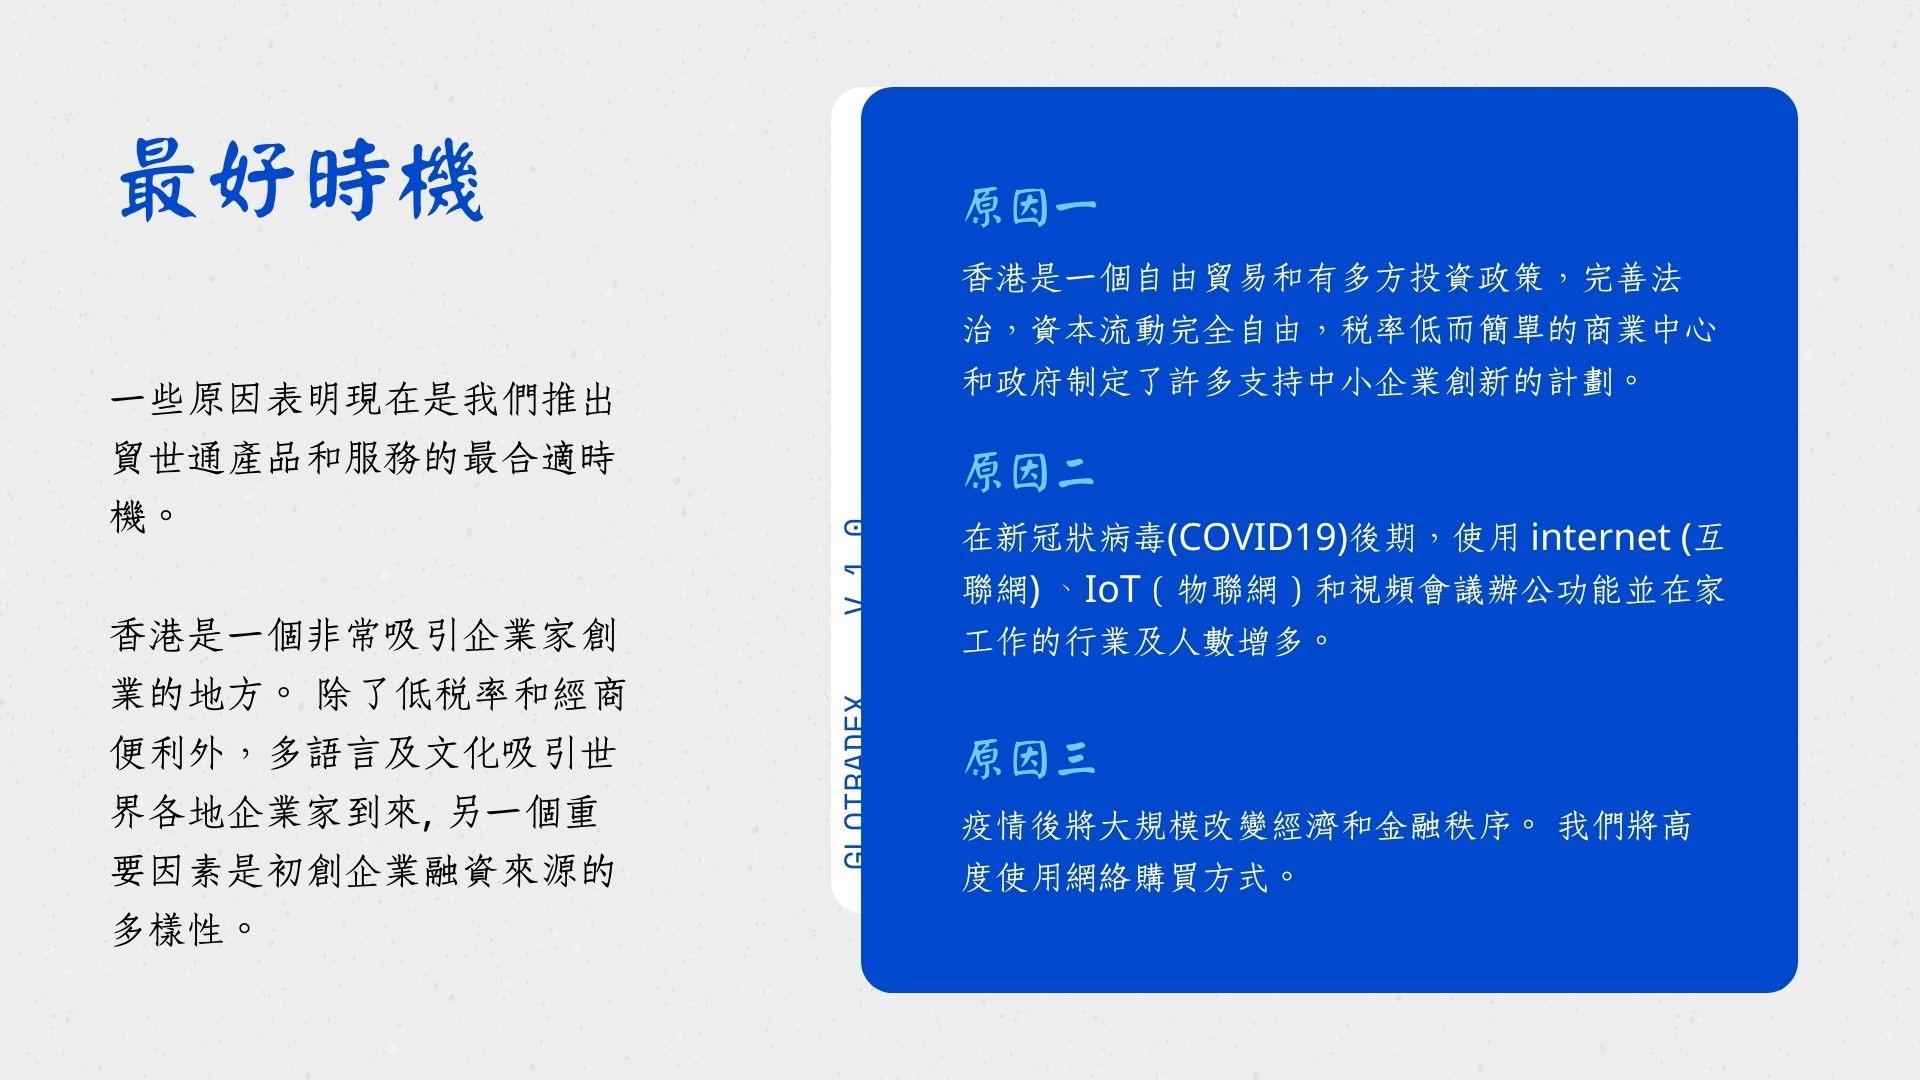 最好時機
一些原因表明現在是我們推出
貿世通產品和服務的最合適時
機。
香港是一個非常吸引企業家創
業的地方。 除了低税率和經商
便利外，多語言及文化吸引世
界各地企業家到來, 另一個重
要因素是初創企業融資來源的
多樣性。
GLOTRADEX V 1.0
原因一
香港是一個自由貿易和有多方投資政策，完善法
治，資本流動完全自由，税率低而簡單的商業中心
和政府制定了許多支持中小企業創新的計劃。
原因二
在新冠狀病毒(COVID19)後期，使用 internet (互
聯網) 、IoT ( 物聯網 ) 和視頻會議辦公功能並在家
工作的行業及人數增多。
原因三
疫情後將大規模改變經濟和金融秩序。 我們將高
度使用網絡購買方式。